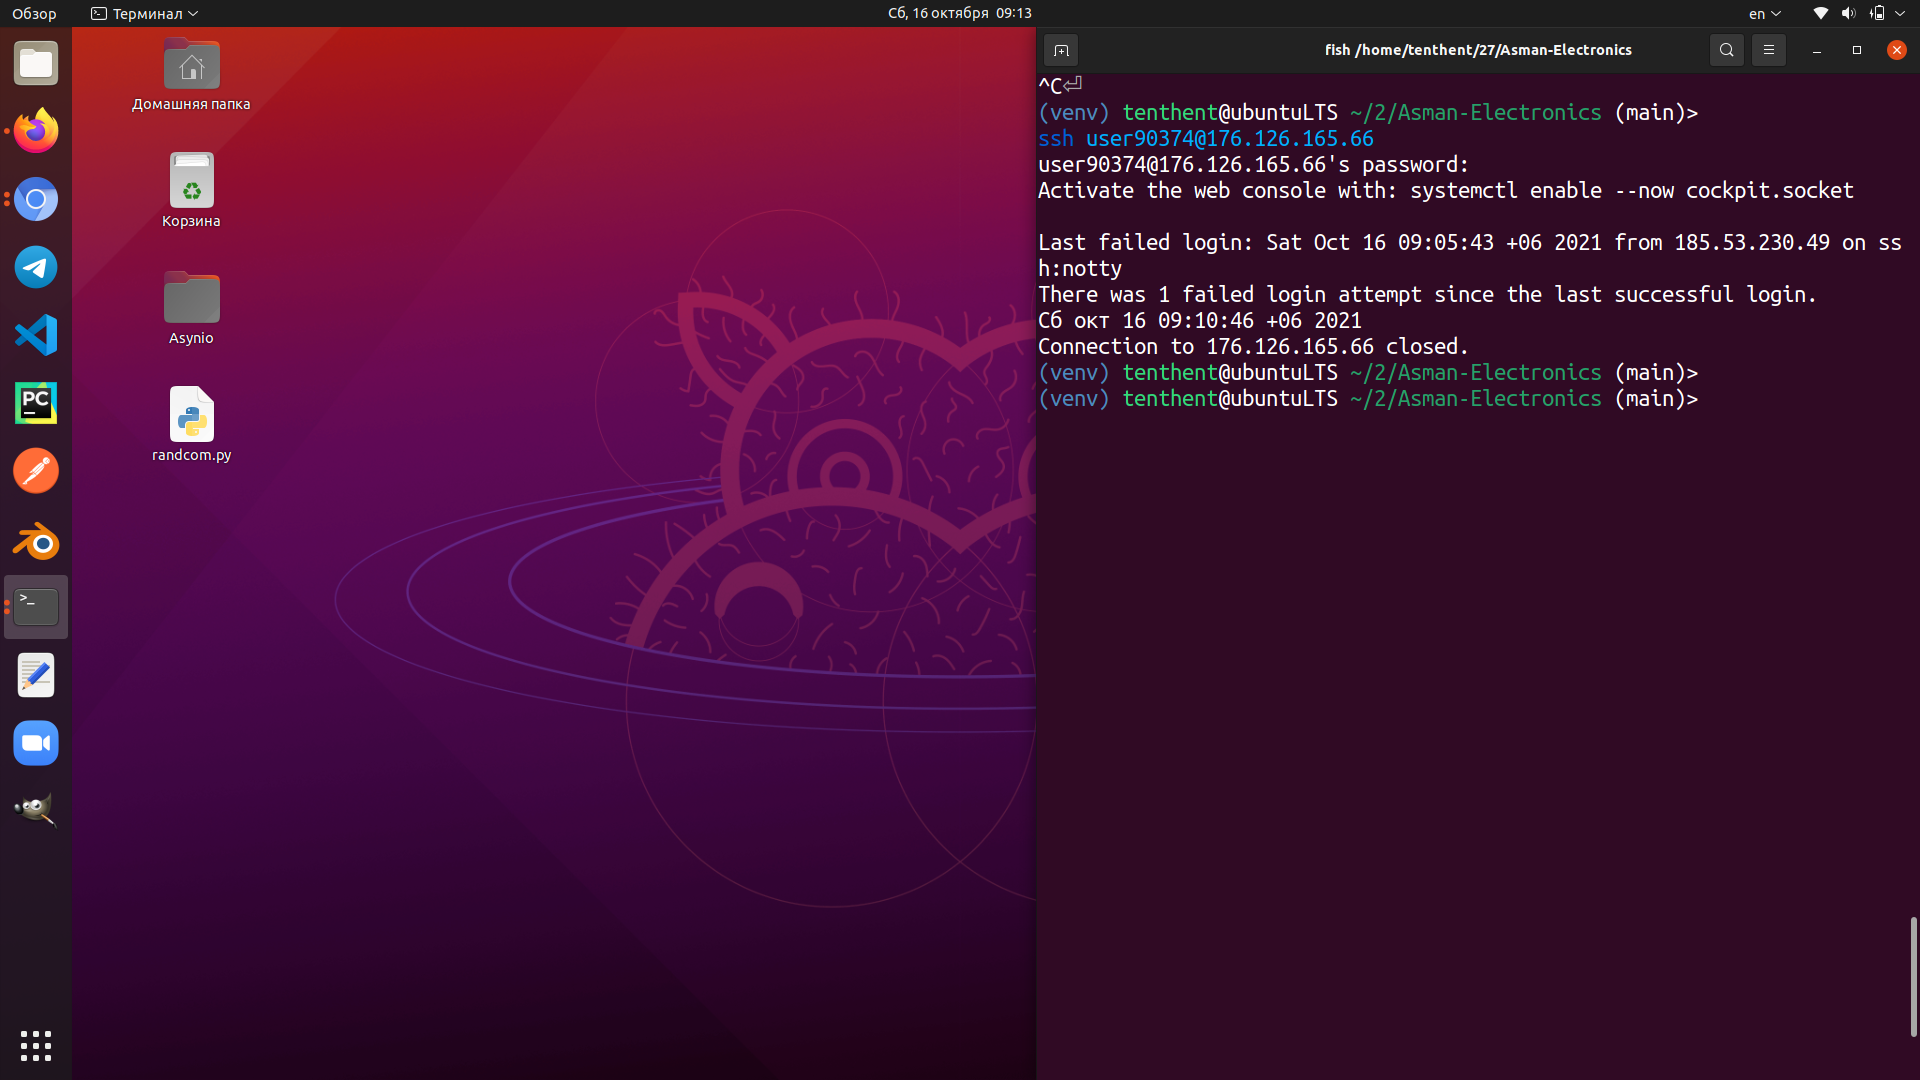 Обзор
Терминал
Сб, 16 октября 09:13
en
Домашняя папка
Корзина
Asynio
randcom.py
PC
>_
fish /home/tenthent/27/Asman-Electronics
^C⏎
(venv) tenthent@ubuntuLTS ~/2/Asman-Electronics (main)>
ssh user90374@176.126.165.66
user90374@176.126.165.66's password:
Activate the web console with: systemctl enable --now cockpit.socket
Last failed login: Sat Oct 16 09:05:43 +06 2021 from 185.53.230.49 on ss
h:notty
There was 1 failed login attempt since the last successful login.
Сб окт 16 09:10:46 +06 2021
Connection to 176.126.165.66 closed.
(venv) tenthent@ubuntuLTS ~/2/Asman-Electronics (main)>
(venv) tenthent@ubuntuLTS ~/2/Asman-Electronics (main)>